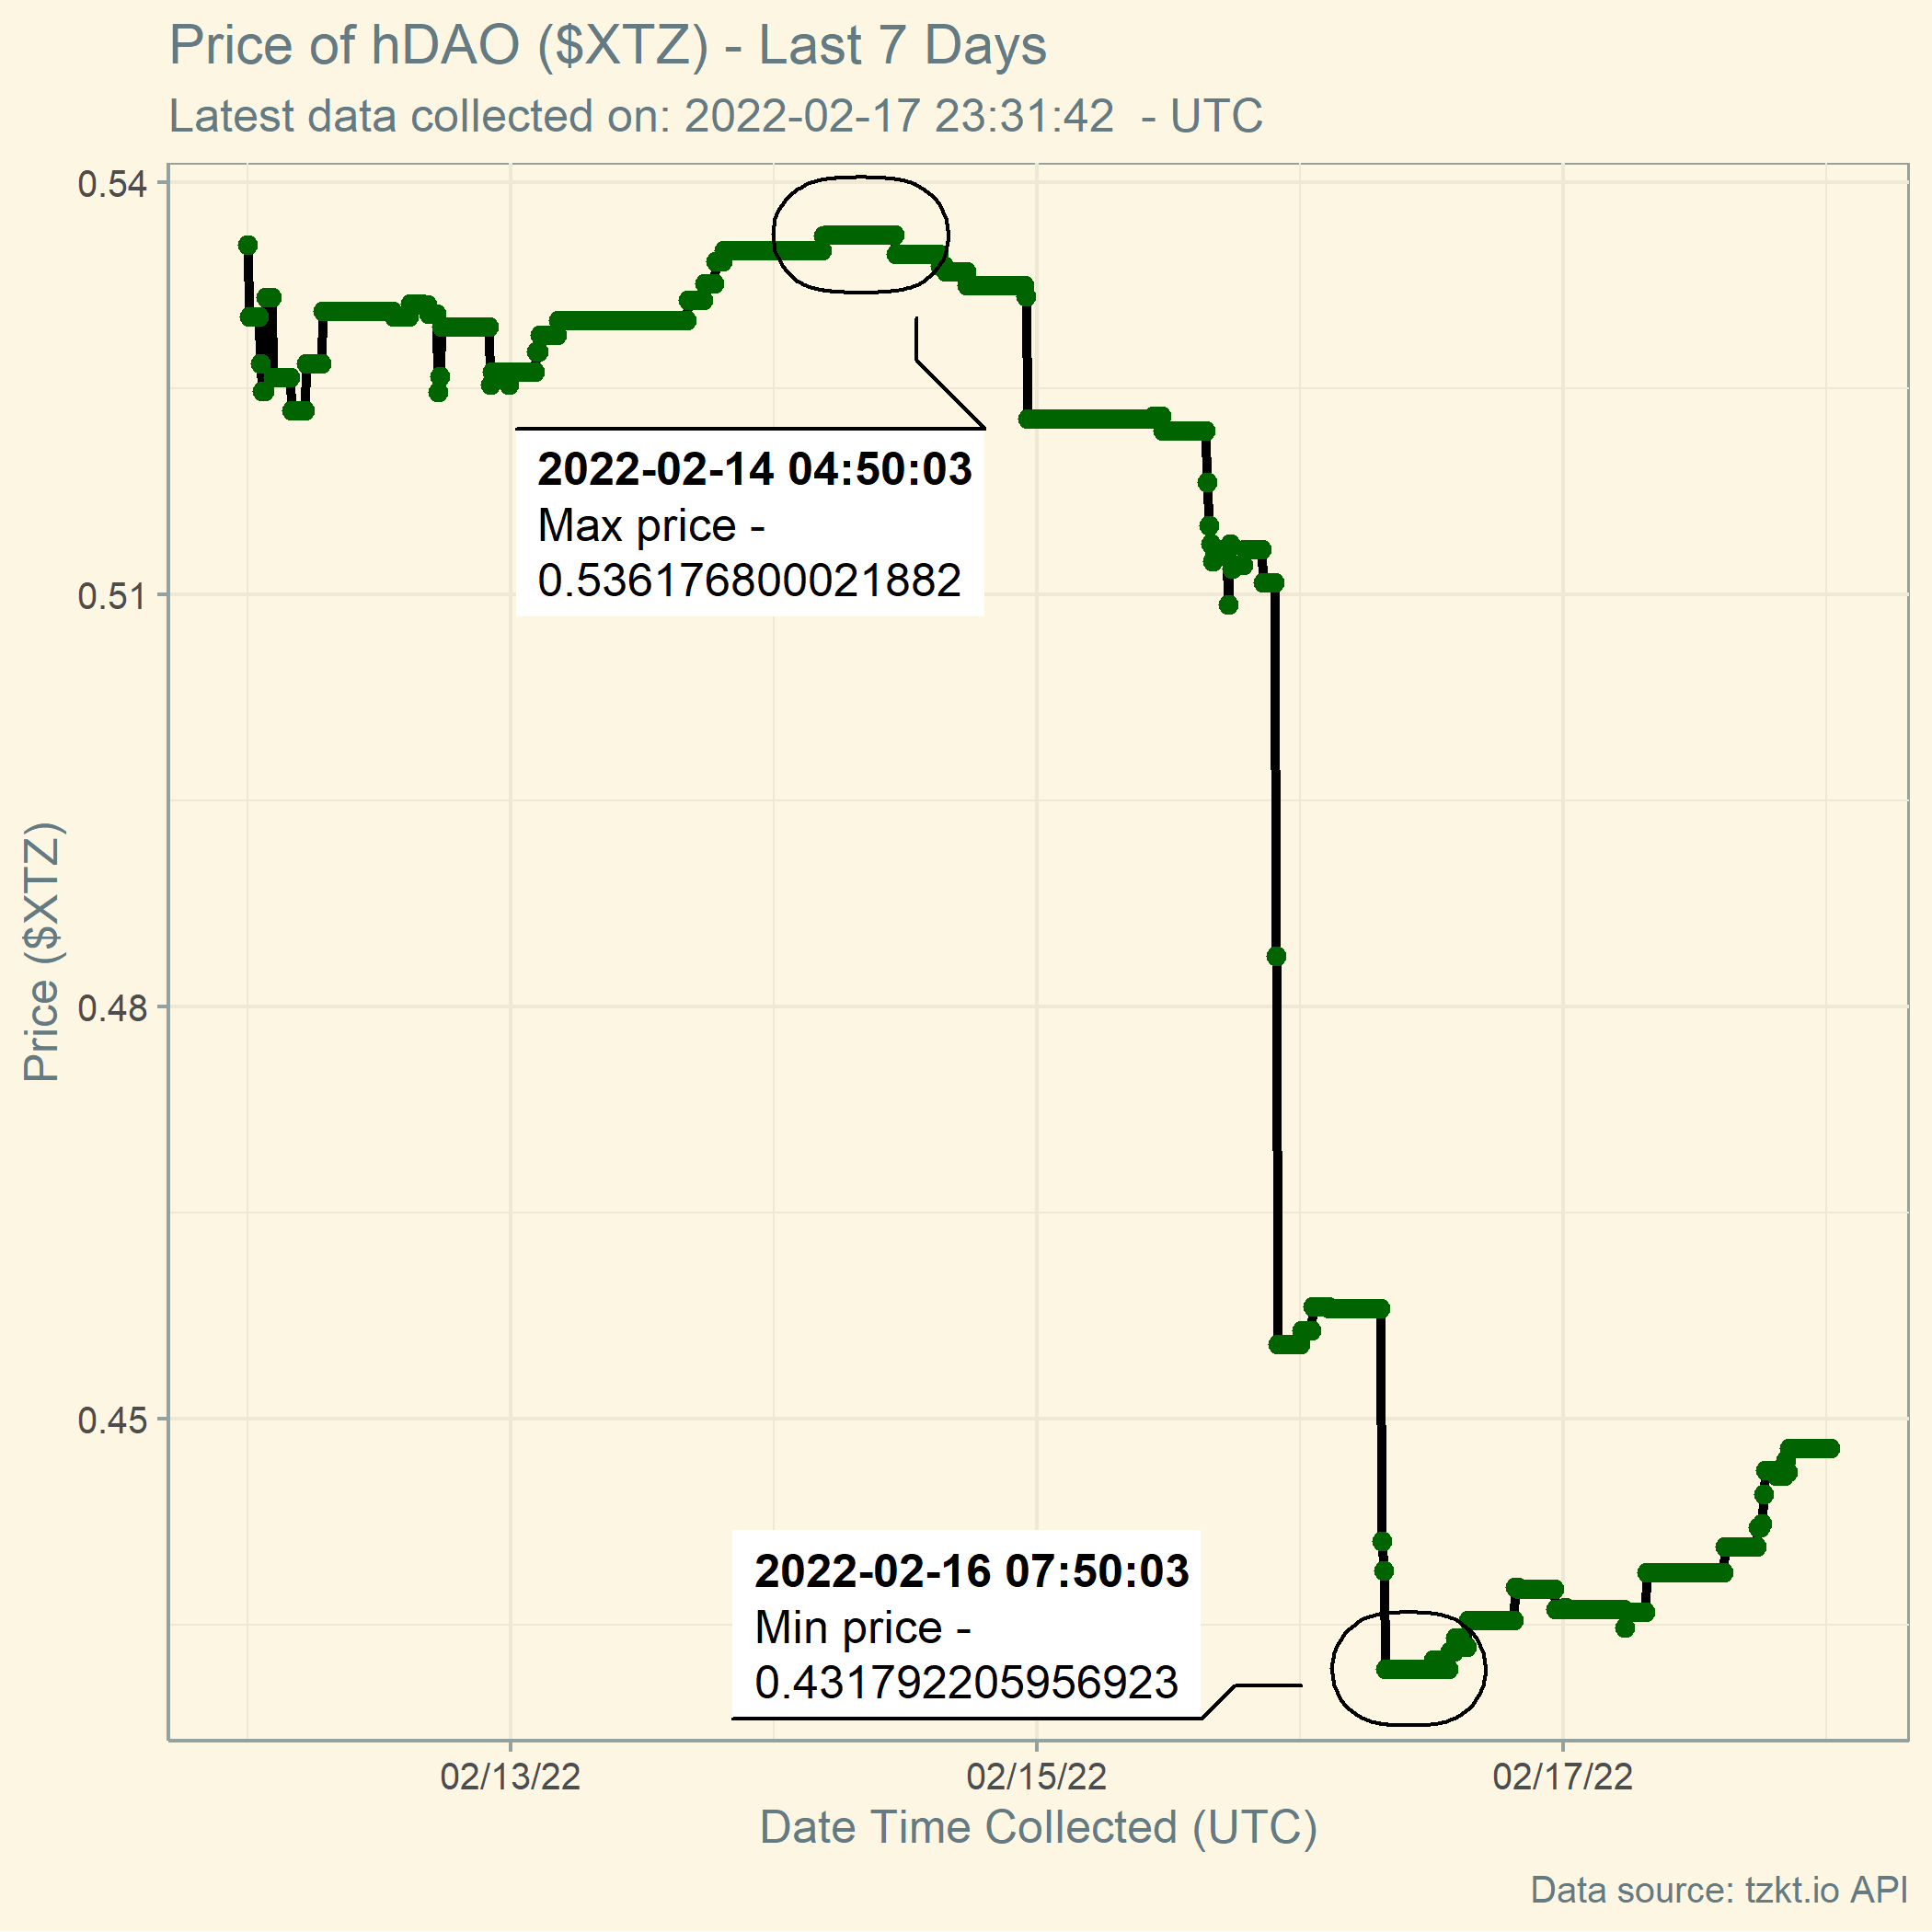 Price of hDAO ($XTZ) - Last 7 Days
Latest data collected on: 2022-02-17 23:31:42  - UTC
0.54
0.51
0.48
0.45
Price ($XTZ)
2022-02-14 04:50:03
Max price -
0.536176800021882
2022-02-16 07:50:03
Min price -
0.431792205956923
02/13/22
02/15/22
02/17/22
Date Time Collected (UTC)
Data source: tzkt.io API